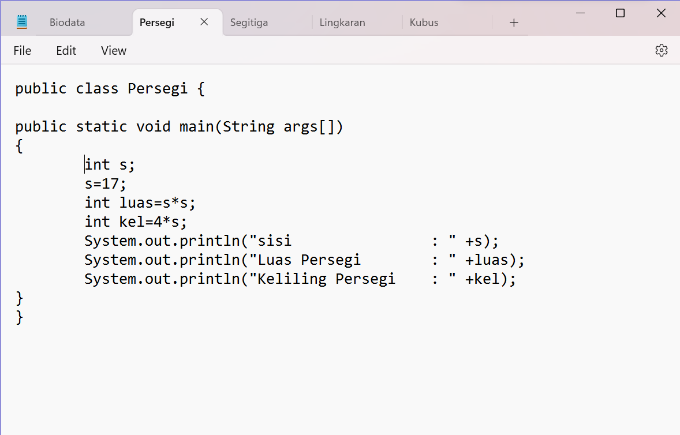 Biodata Persegi Segitiga Lingkaran Kubus
File Edit View
public class Persegi {
public static void main(String args[])
{
int s;
s=17;
int luas=s*s;
int kel=4*s;
System.out.println("sisi                : " +s);
System.out.println("Luas Persegi        : " +luas);
System.out.println("Keliling Persegi    : " +kel);
}
}